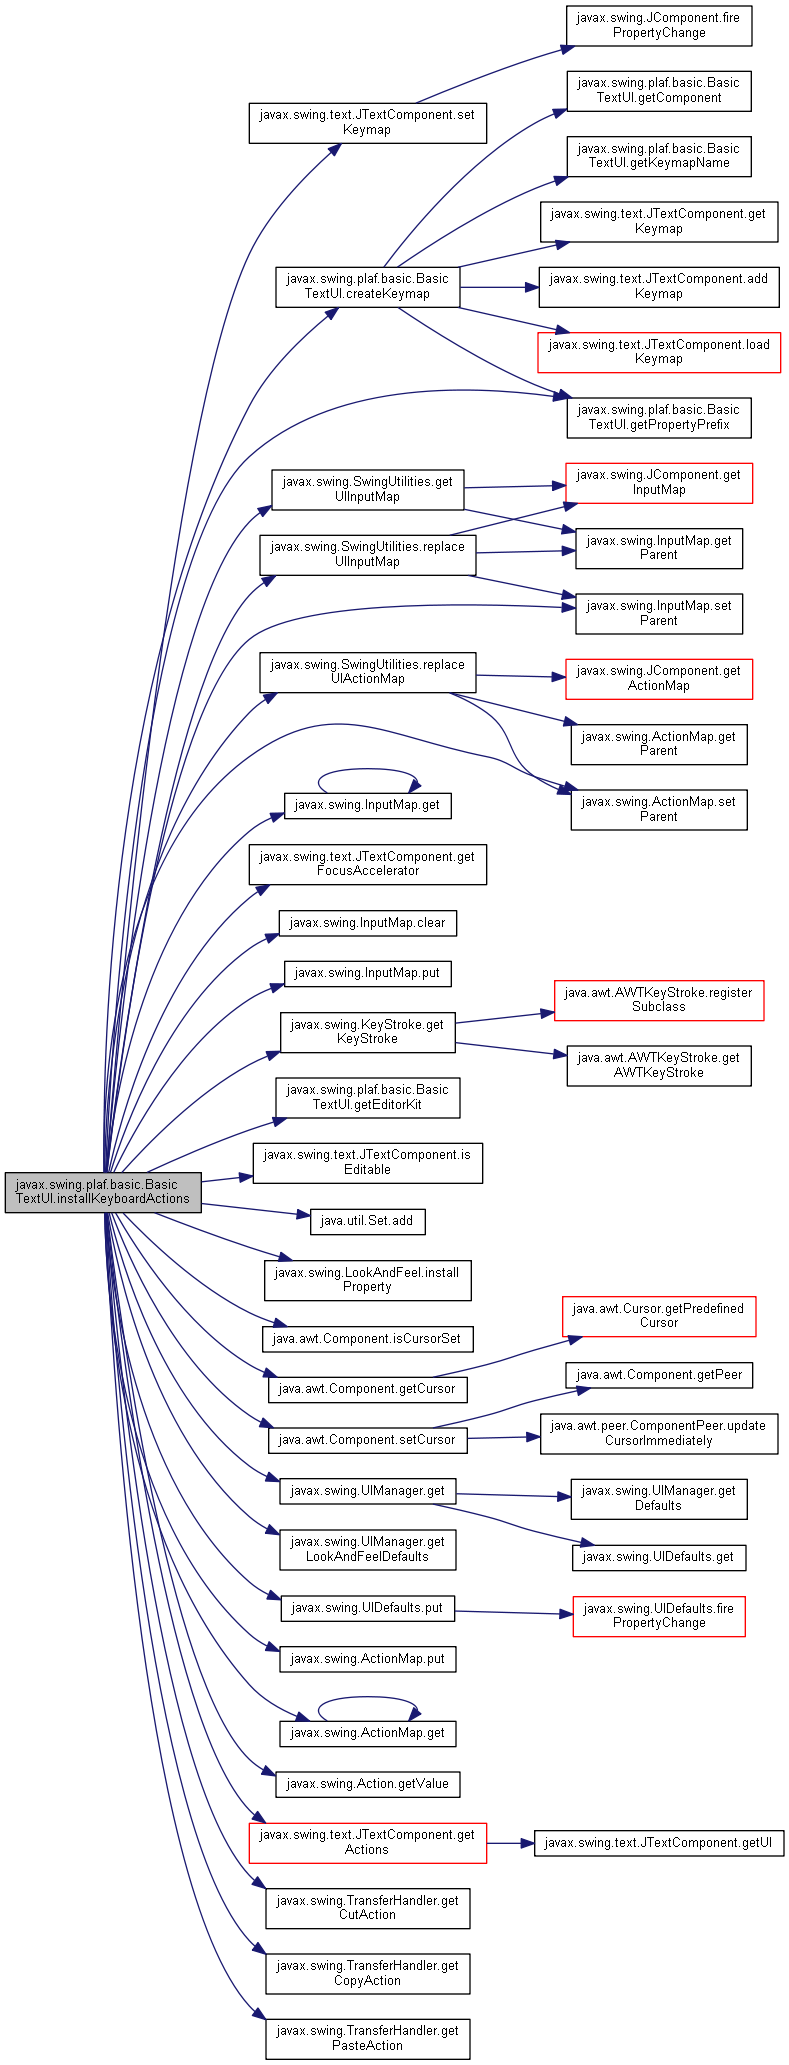 javax.swing.JComponent.fire
PropertyChange
javax.swing.plaf.basic.Basic
TextUI.getComponent
javax.swing.text.JTextComponent.set
Keymap
javax.swing.plaf.basic.Basic
TextUI.getKeymapName
javax.swing.text.JTextComponent.get
Keymap
javax.swing.plaf.basic.Basic
TextUI.createKeymap
javax.swing.text.JTextComponent.add
Keymap
javax.swing.text.JTextComponent.load
Keymap
javax.swing.plaf.basic.Basic
TextUI.getPropertyPrefix
javax.swing.SwingUtilities.get
UIInputMap
javax.swing.JComponent.get
InputMap
javax.swing.SwingUtilities.replace
UIInputMap
javax.swing.InputMap.get
Parent
javax.swing.InputMap.set
Parent
javax.swing.SwingUtilities.replace
UIActionMap
javax.swing.JComponent.get
ActionMap
javax.swing.ActionMap.get
Parent
javax.swing.InputMap.get
javax.swing.ActionMap.set
Parent
javax.swing.text.JTextComponent.get
FocusAccelerator
javax.swing.InputMap.clear
javax.swing.InputMap.put
java.awt.AWTKeyStroke.register
Subclass
javax.swing.KeyStroke.get
KeyStroke
java.awt.AWTKeyStroke.get
AWTKeyStroke
javax.swing.plaf.basic.Basic
TextUI.getEditorKit
javax.swing.text.JTextComponent.is
Editable
javax.swing.plaf.basic.Basic
TextUI.installKeyboardActions
java.util.Set.add
javax.swing.LookAndFeel.install
Property
java.awt.Cursor.getPredefined
Cursor
java.awt.Component.isCursorSet
java.awt.Component.getCursor
java.awt.Component.getPeer
java.awt.Component.setCursor
java.awt.peer.ComponentPeer.update
CursorImmediately
javax.swing.UIManager.get
javax.swing.UIManager.get
Defaults
javax.swing.UIManager.get
LookAndFeelDefaults
javax.swing.UIDefaults.get
javax.swing.UIDefaults.put
javax.swing.UIDefaults.fire
PropertyChange
javax.swing.ActionMap.put
javax.swing.ActionMap.get
javax.swing.Action.getValue
javax.swing.text.JTextComponent.get
Actions
javax.swing.text.JTextComponent.getUI
javax.swing.TransferHandler.get
CutAction
javax.swing.TransferHandler.get
CopyAction
javax.swing.TransferHandler.get
PasteAction